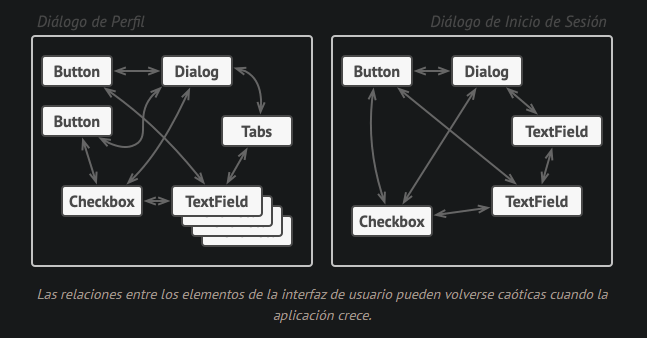 Diálogo de Perfil
Diálogo de Inicio de Sesión
Button
Dialog
Button
Tabs
Checkbox
TextField
Button
Dialog
TextField
TextField
Checkbox
Las relaciones entre los elementos de la interfaz de usuario pueden volverse caóticas cuando la
aplicación crece.